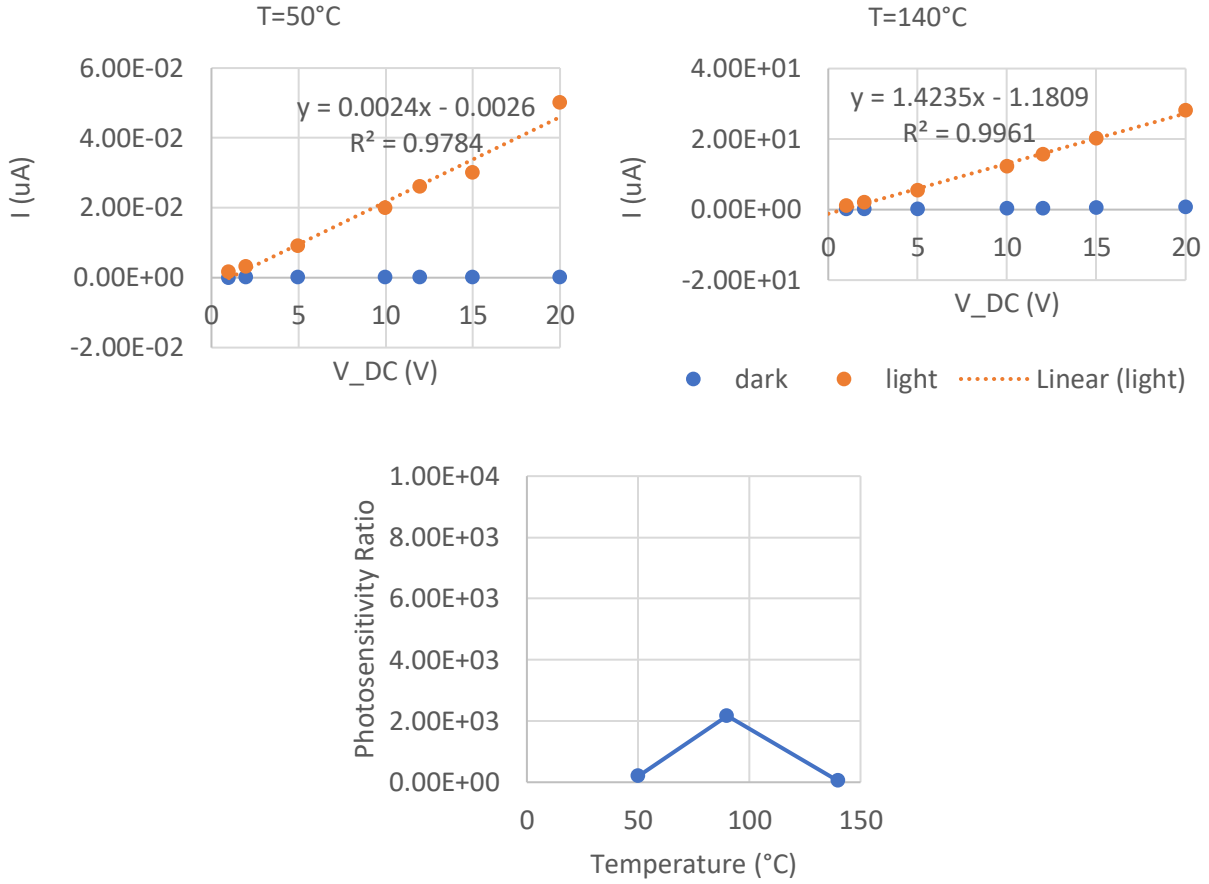 T=50°C
6.00E-02
4.00E-02
2.00E-02
0.00E+00
-2.00E-02
I (uA)
y = 0.0024x - 0.0026
R² = 0.9784
0 5 10 15 20
V_DC (V)
T=140°C
4.00E+01
2.00E+01
0.00E+00
-2.00E+01
I (uA)
y = 1.4235x - 1.1809
R² = 0.9961
0 5 10 15 20
V_DC (V)
dark light Linear (light)
Photosensitivity Ratio
1.00E+04
8.00E+03
6.00E+03
4.00E+03
2.00E+03
0.00E+00
0 50 100 150
Temperature (°C)